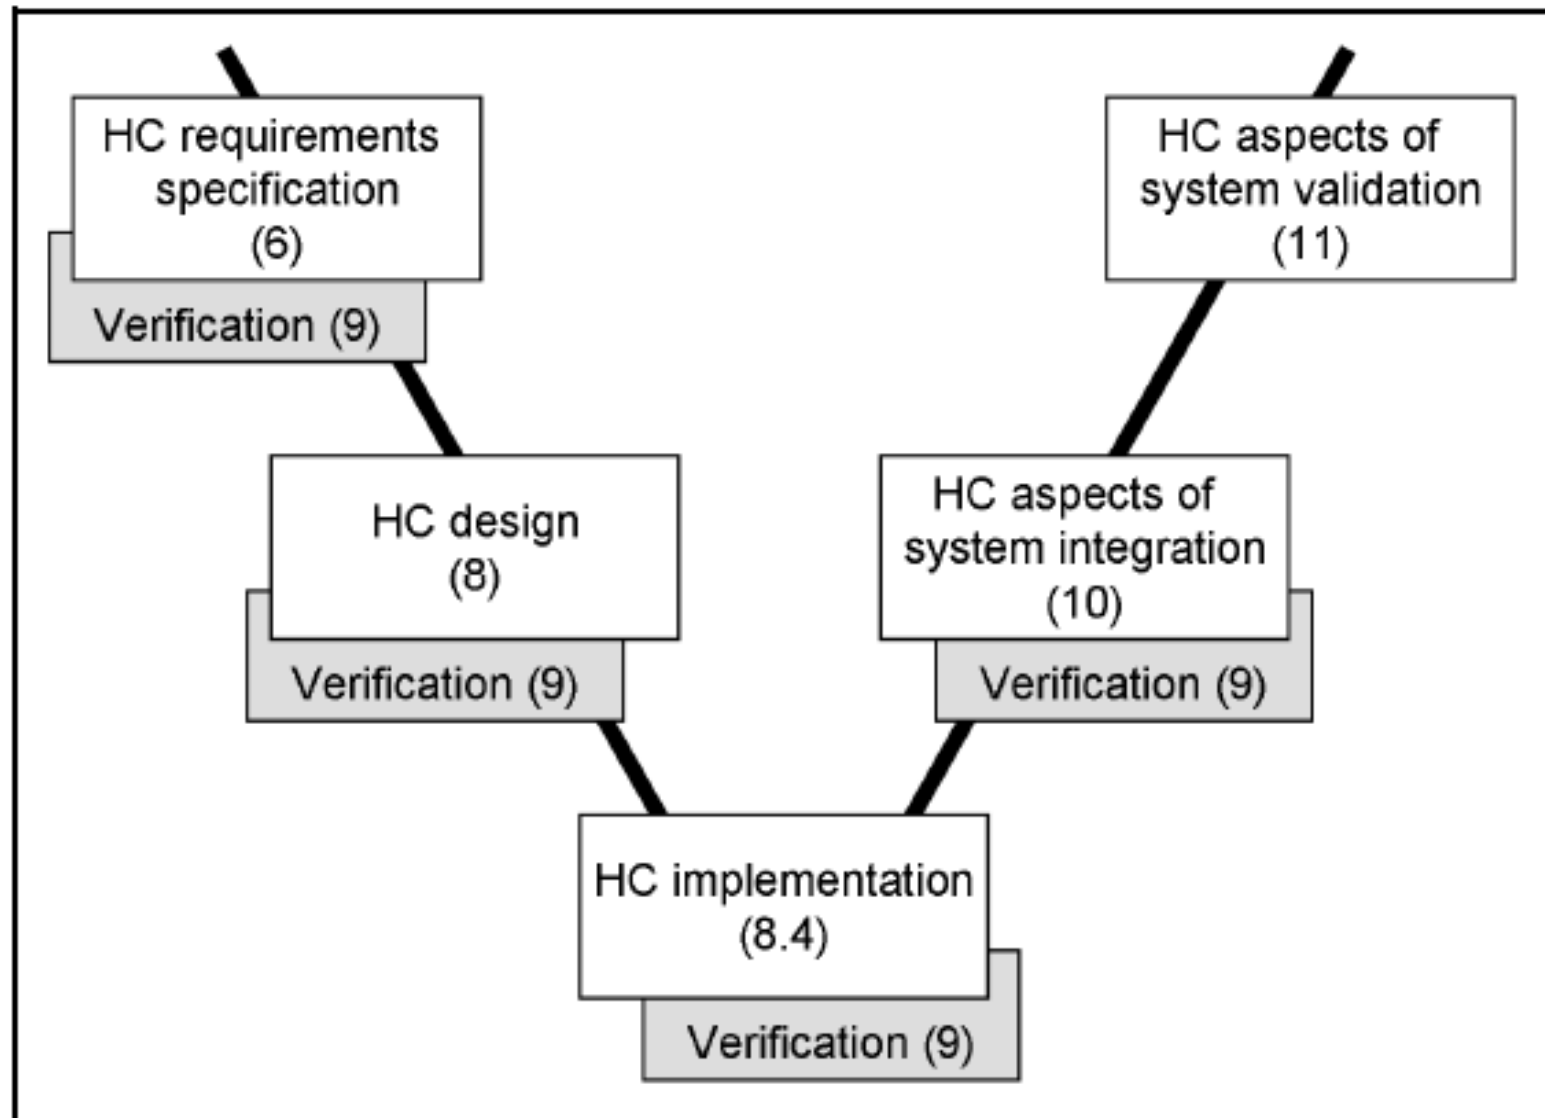 HC requirements
specification
(6)
Verification (9)
HC aspects of
system validation
(11)
HC design
(8)
Verification (9)
HC aspects of
system integration
(10)
Verification (9)
HC implementation
(8.4)
Verification (9)